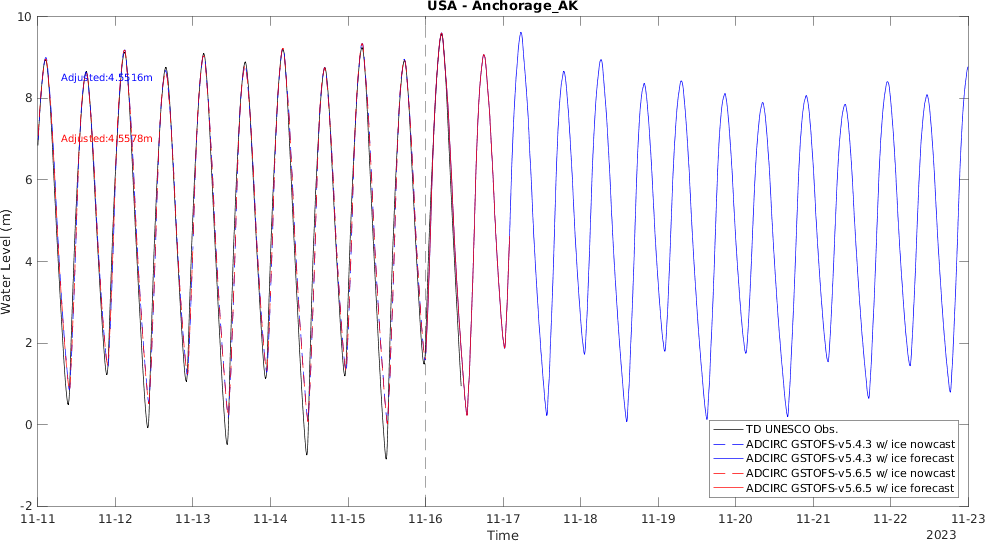 USA - Anchorage_AK
10
8
6
4
2
0
-2
Water Level (m)
Adjusted:4.5516m
Adjusted:4.5578m
TD UNESCO Obs.
ADCIRC GSTOFS-v5.4.3 w/ ice nowcast
ADCIRC GSTOFS-v5.4.3 w/ ice forecast
ADCIRC GSTOFS-v5.6.5 w/ ice nowcast
ADCIRC GSTOFS-v5.6.5 w/ ice forecast
11-11 11-12 11-13 11-14 11-15 11-16 11-17 11-18 11-19 11-20 11-21 11-22 11-23
Time
2023